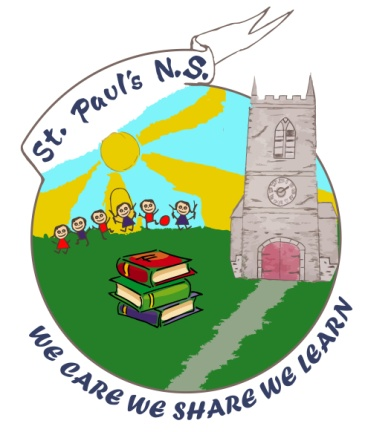 St. Paul's N.S.
WE CARE WE SHARE WE LEARN